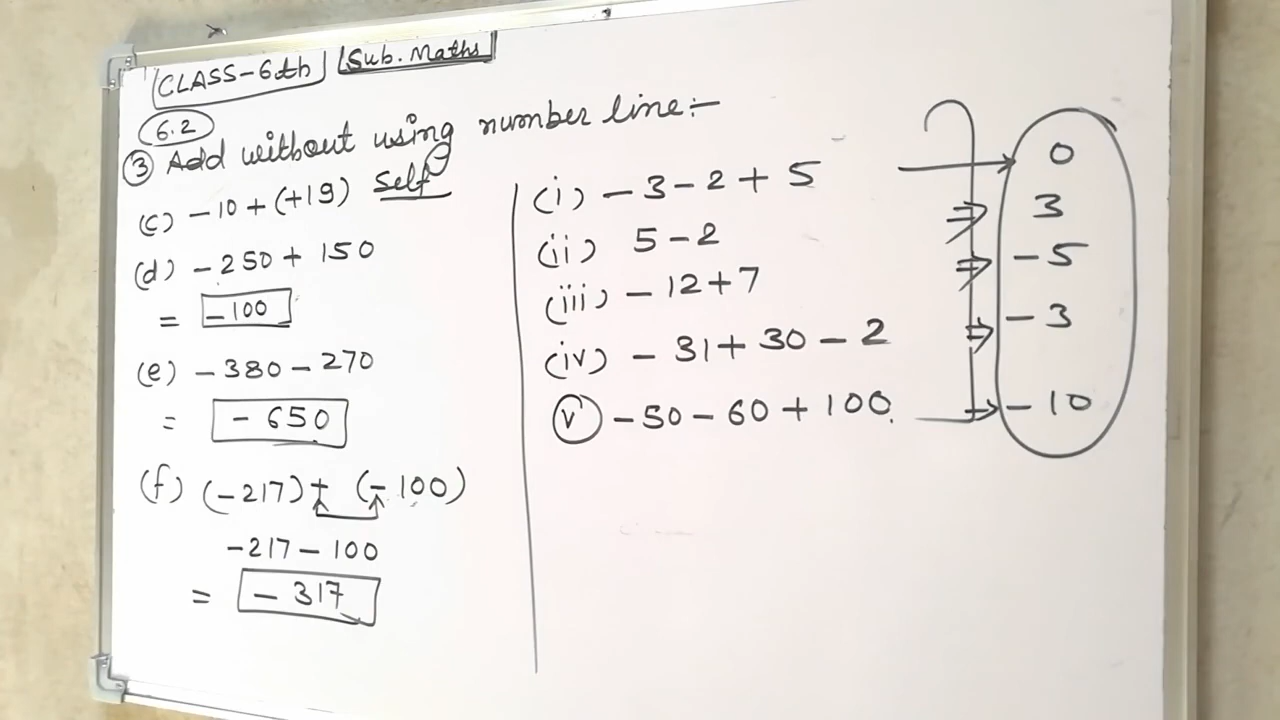 CLASS-6th Sub. Maths
6.2
③ Add without using number line:-
(c) -10 + (+19) Self
(d) -250 + 150
= -100
(e) -380 - 270
= -650
(f) (-217) + (-100)
-217 - 100
= -317
(i) -3 - 2 + 5
(ii) 5 - 2
(iii) -12 + 7
(iv) -31 + 30 - 2
(v) -50 - 60 + 100
0
3
-5
-3
-10